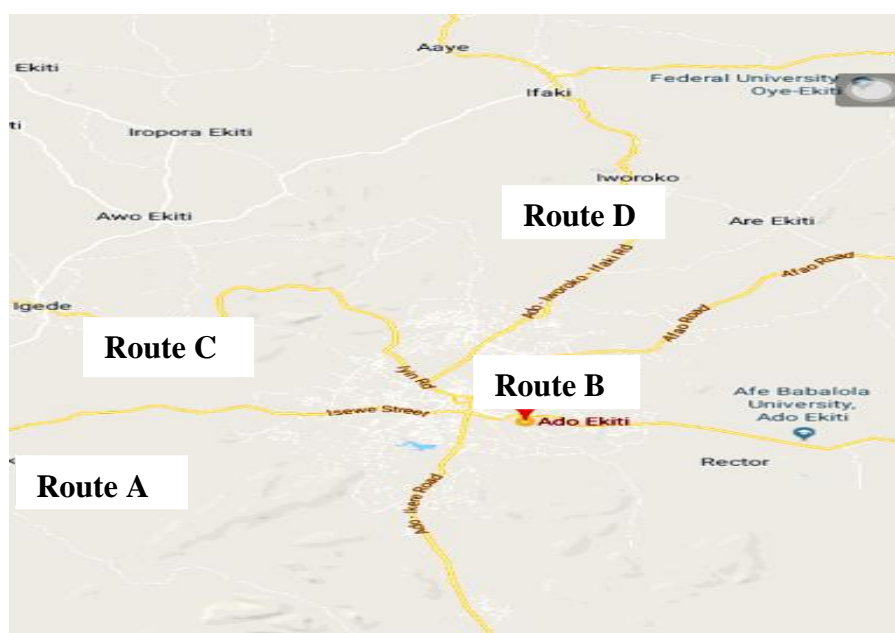 Aaye
Ekiti
Federal University
Oye-Ekiti
Ifaki
ti
Iropora Ekiti
Iworoko
Awo Ekiti
Route D
Are Ekiti
Afao Road
Ado - Iworoko - Ifaki Rd
Igede
Afao Road
Route C
Iyin Rd
Route B
Afe Babalola
University,
Ado Ekiti
Isewe Street
Ado Ekiti
Rector
Route A
Ado - Ikere Road